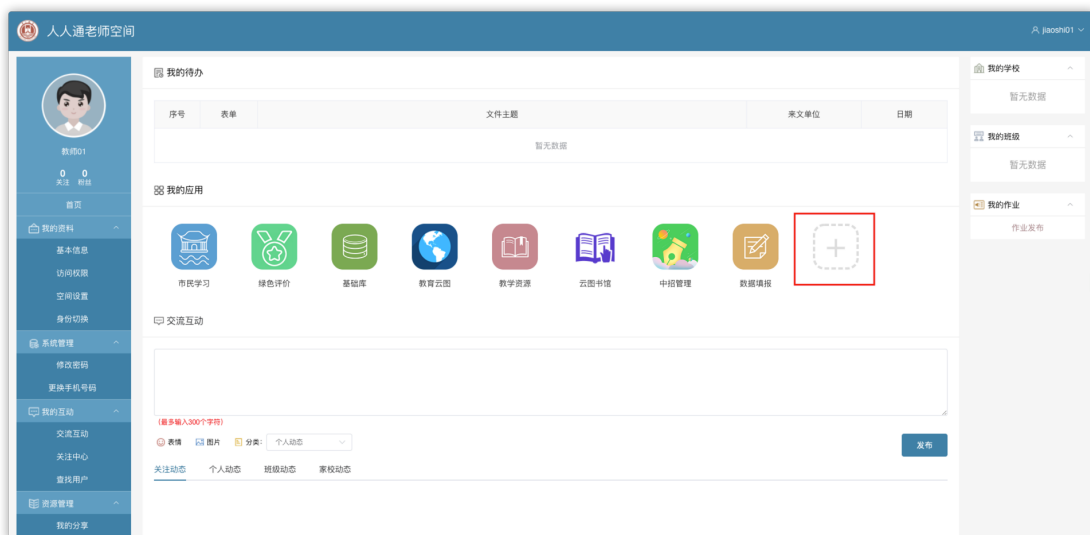 人人通老师空间
jiaoshi01
教师01
0 0
关注 粉丝
首页
我的资料
基本信息
访问权限
空间设置
身份切换
系统管理
修改密码
更换手机号码
我的互动
交流互动
关注中心
查找用户
资源管理
我的分享
我的待办
序号 表单 文件主题 来文单位 日期
暂无数据
我的应用
市民学习 绿色评价 基础库 教育云图 教学资源 云图书馆 中招管理 数据填报
交流互动
(最多输入300个字符)
表情 图片 分类: 个人动态
发布
关注动态 个人动态 班级动态 家校动态
我的学校
暂无数据
我的班级
暂无数据
我的作业
作业发布